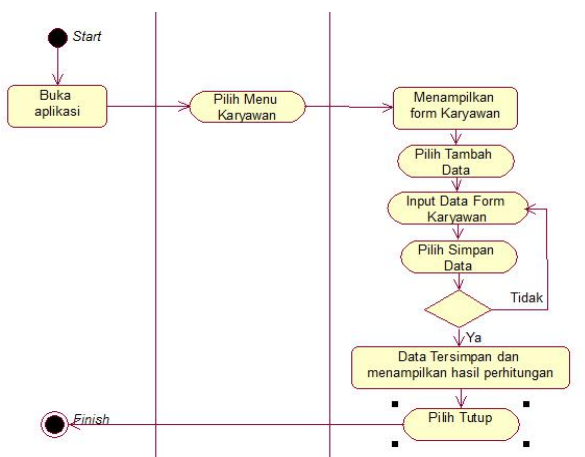 Start
Buka
aplikasi
Pilih Menu
Karyawan
Menampilkan
form Karyawan
Pilih Tambah
Data
Input Data Form
Karyawan
Pilih Simpan
Data
Tidak
Ya
Data Tersimpan dan
menampilkan hasil perhitungan
Pilih Tutup
Finish